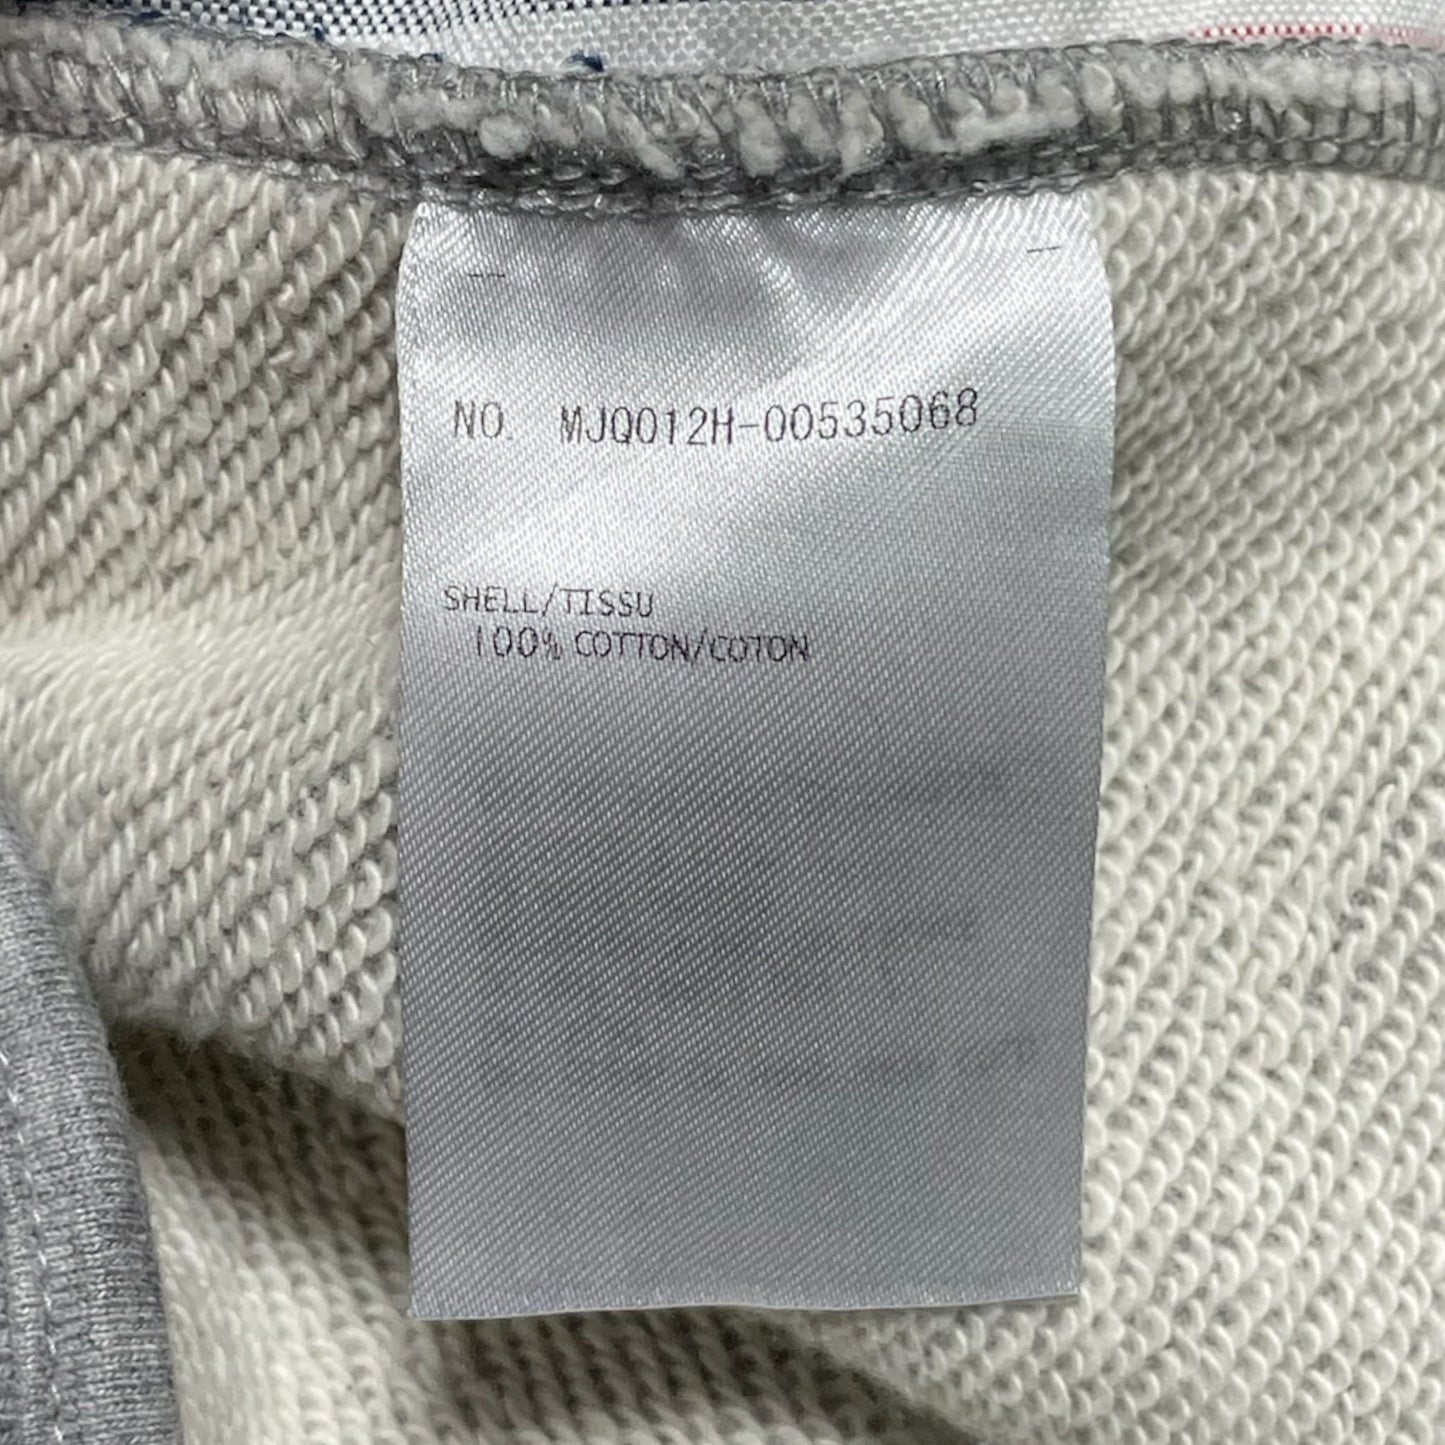 NO. MJQ012H-00535068
SHELL/TISSU
100% COTTON/COTON